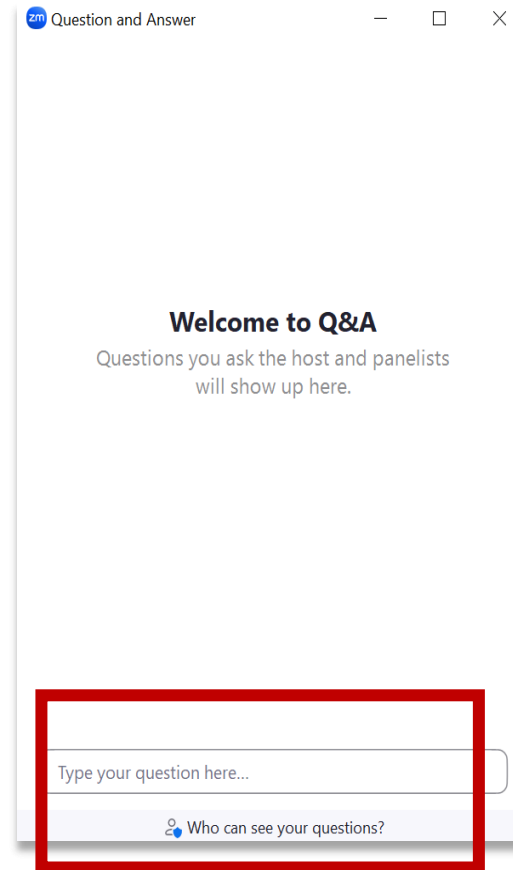 zm Question and Answer
Welcome to Q&A
Questions you ask the host and panelists
will show up here.
Type your question here...
Who can see your questions?